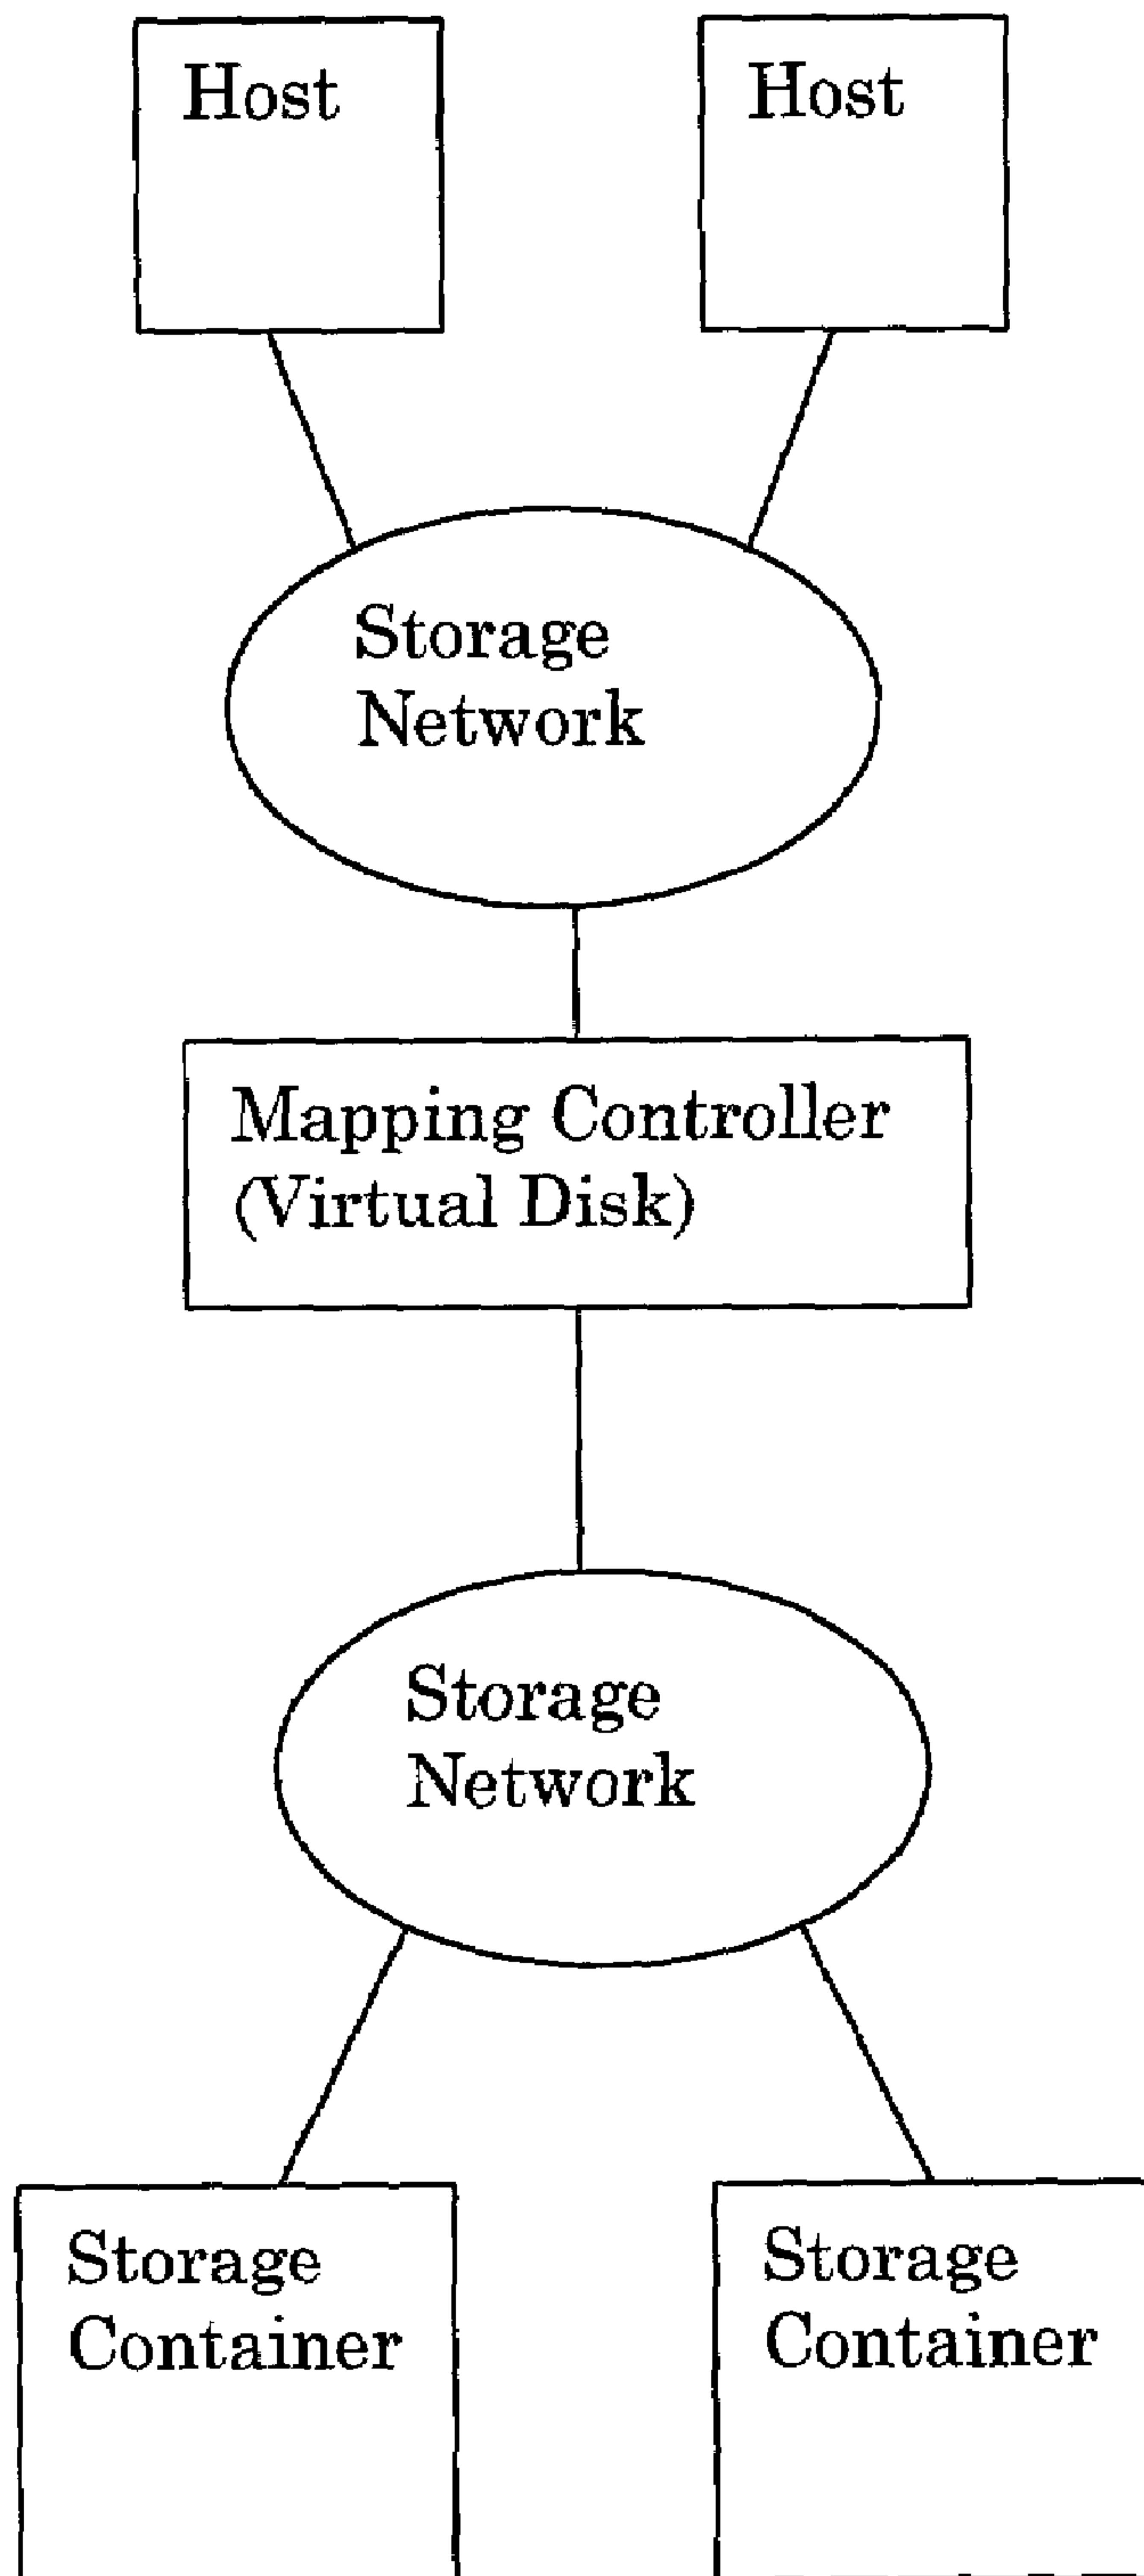 Host
Host
Storage
Network
Mapping Controller
(Virtual Disk)
Storage
Network
Storage
Container
Storage
Container